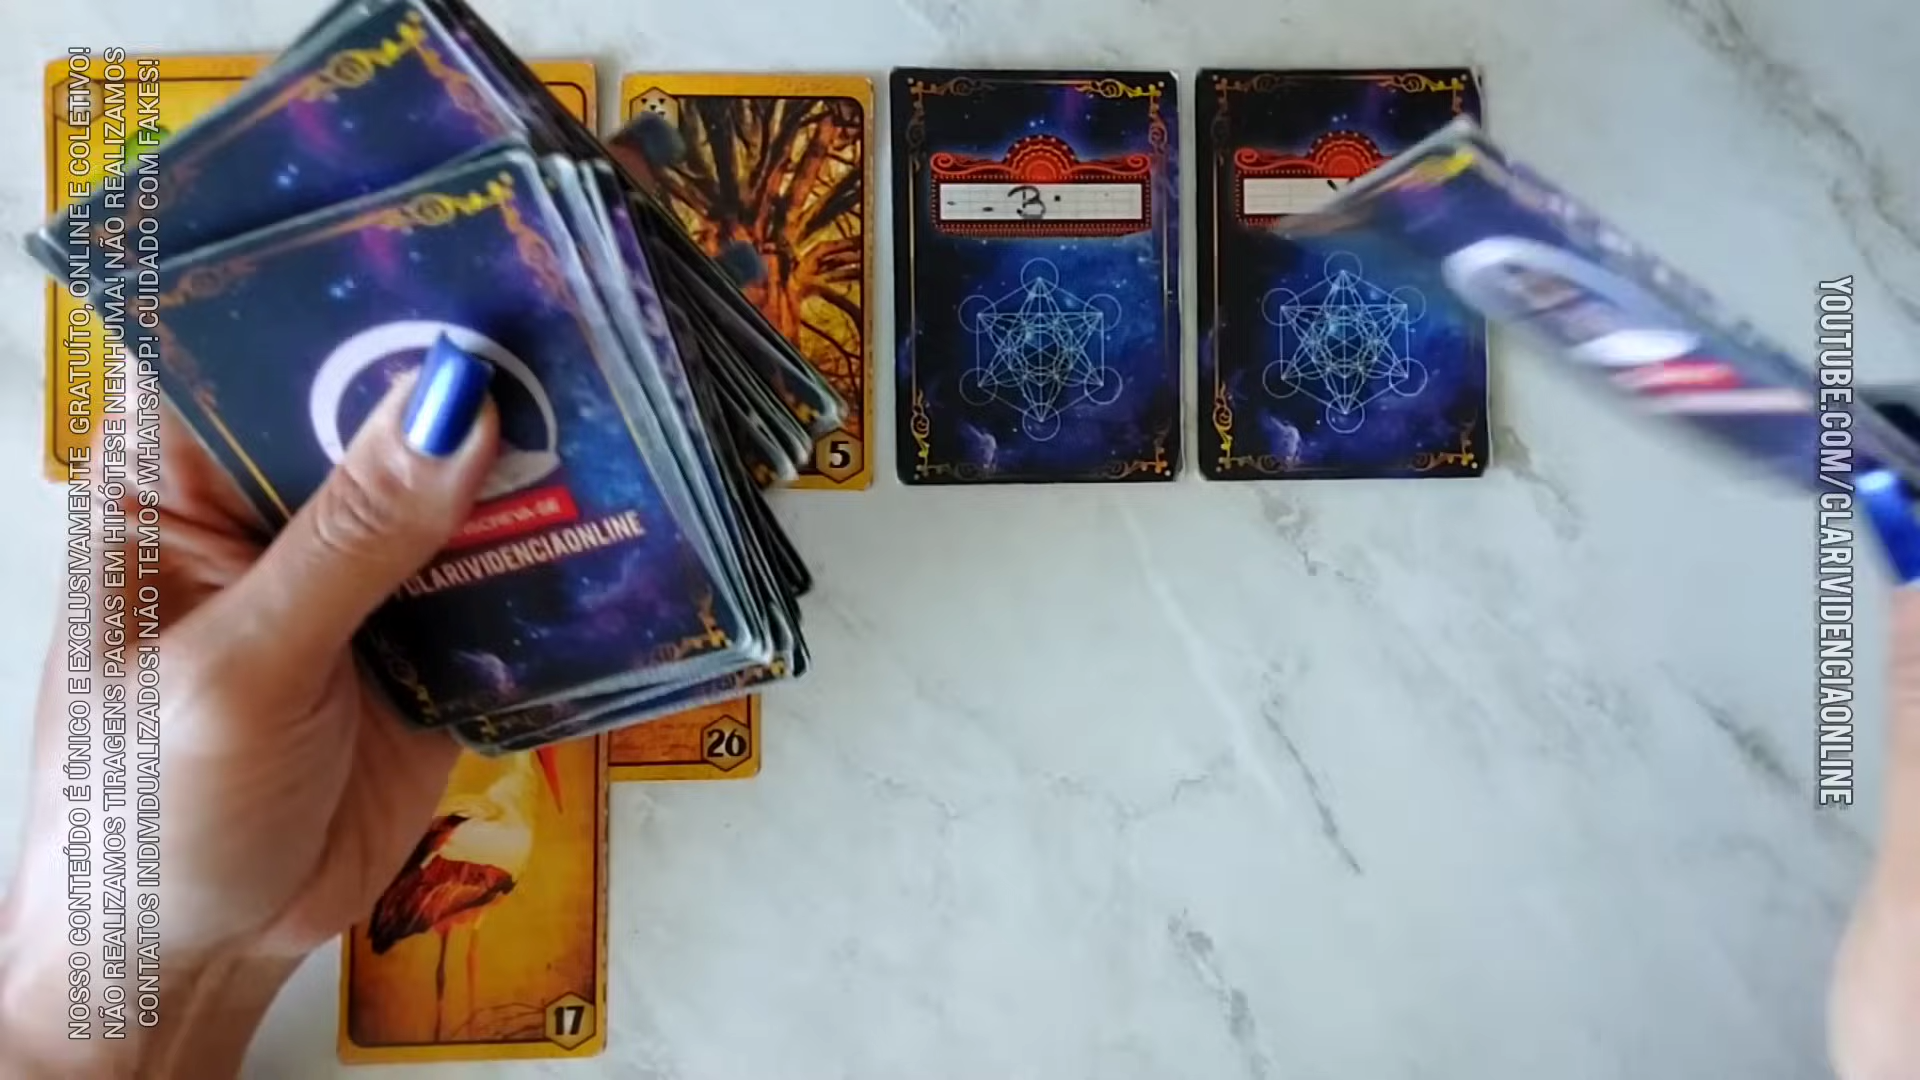 NOSSO CONTEÚDO É ÚNICO E EXCLUSIVAMENTE GRATUÍTO, ONLINE E COLETIVO!
NÃO REALIZAMOS TIRAGENS PAGAS EM HIPÓTESE NENHUMA! NÃO REALIZAMOS
CONTATOS INDIVIDUALIZADOS! NÃO TEMOS WHATSAPP! CUIDADO COM FAKES!
B
5
/CLARIVIDENCIAONLINE
26
17
YOUTUBE.COM/CLARIVIDENCIAONLINE